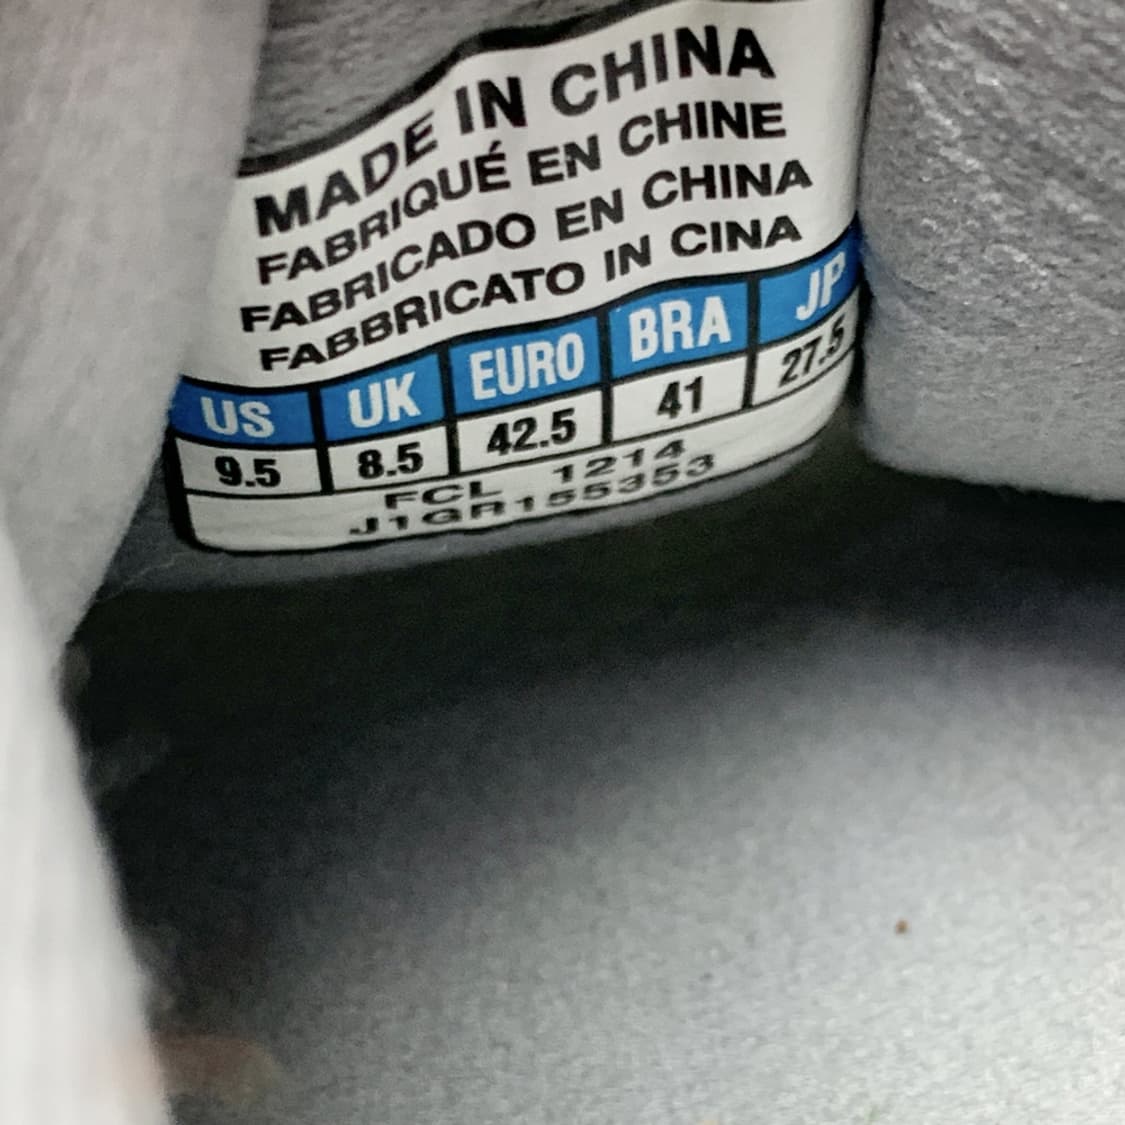 MADE IN CHINA
FABRIQUÉ EN CHINE
FABRICADO EN CHINA
FABBRICATO IN CINA
US UK EURO BRA JP
9.5 8.5 42.5 41 27.5
FCL 1214
J1GR155353